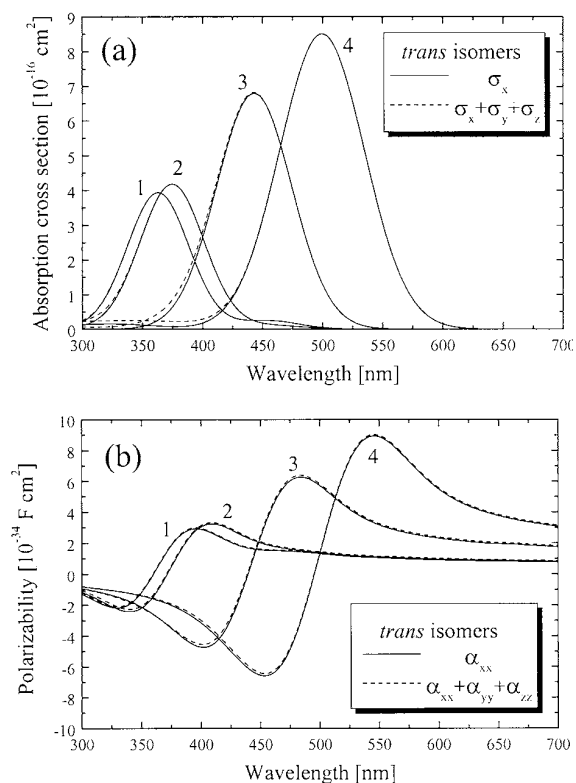 (a)
Absorption cross section [10⁻¹⁶ cm²]
9
8
7
6
5
4
3
2
1
0
1
2
3
4
trans isomers
σx
σx+σy+σz
300 350 400 450 500 550 600 650 700
Wavelength [nm]
(b)
Polarizability [10⁻³⁴ F cm²]
10
8
6
4
2
0
-2
-4
-6
-8
-10
1
2
3
4
trans isomers
αxx
αxx+αyy+αzz
300 350 400 450 500 550 600 650 700
Wavelength [nm]